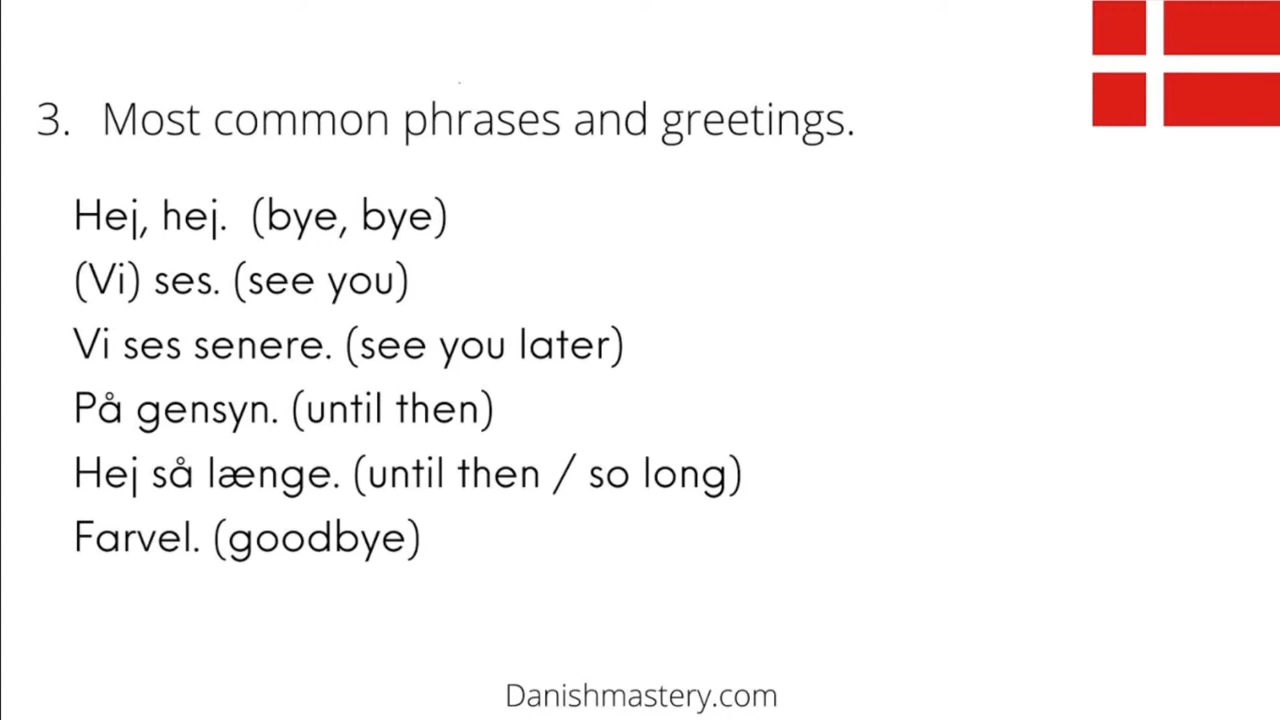 3. Most common phrases and greetings.
Hej, hej. (bye, bye)
(Vi) ses. (see you)
Vi ses senere. (see you later)
På gensyn. (until then)
Hej så længe. (until then / so long)
Farvel. (goodbye)
Danishmastery.com